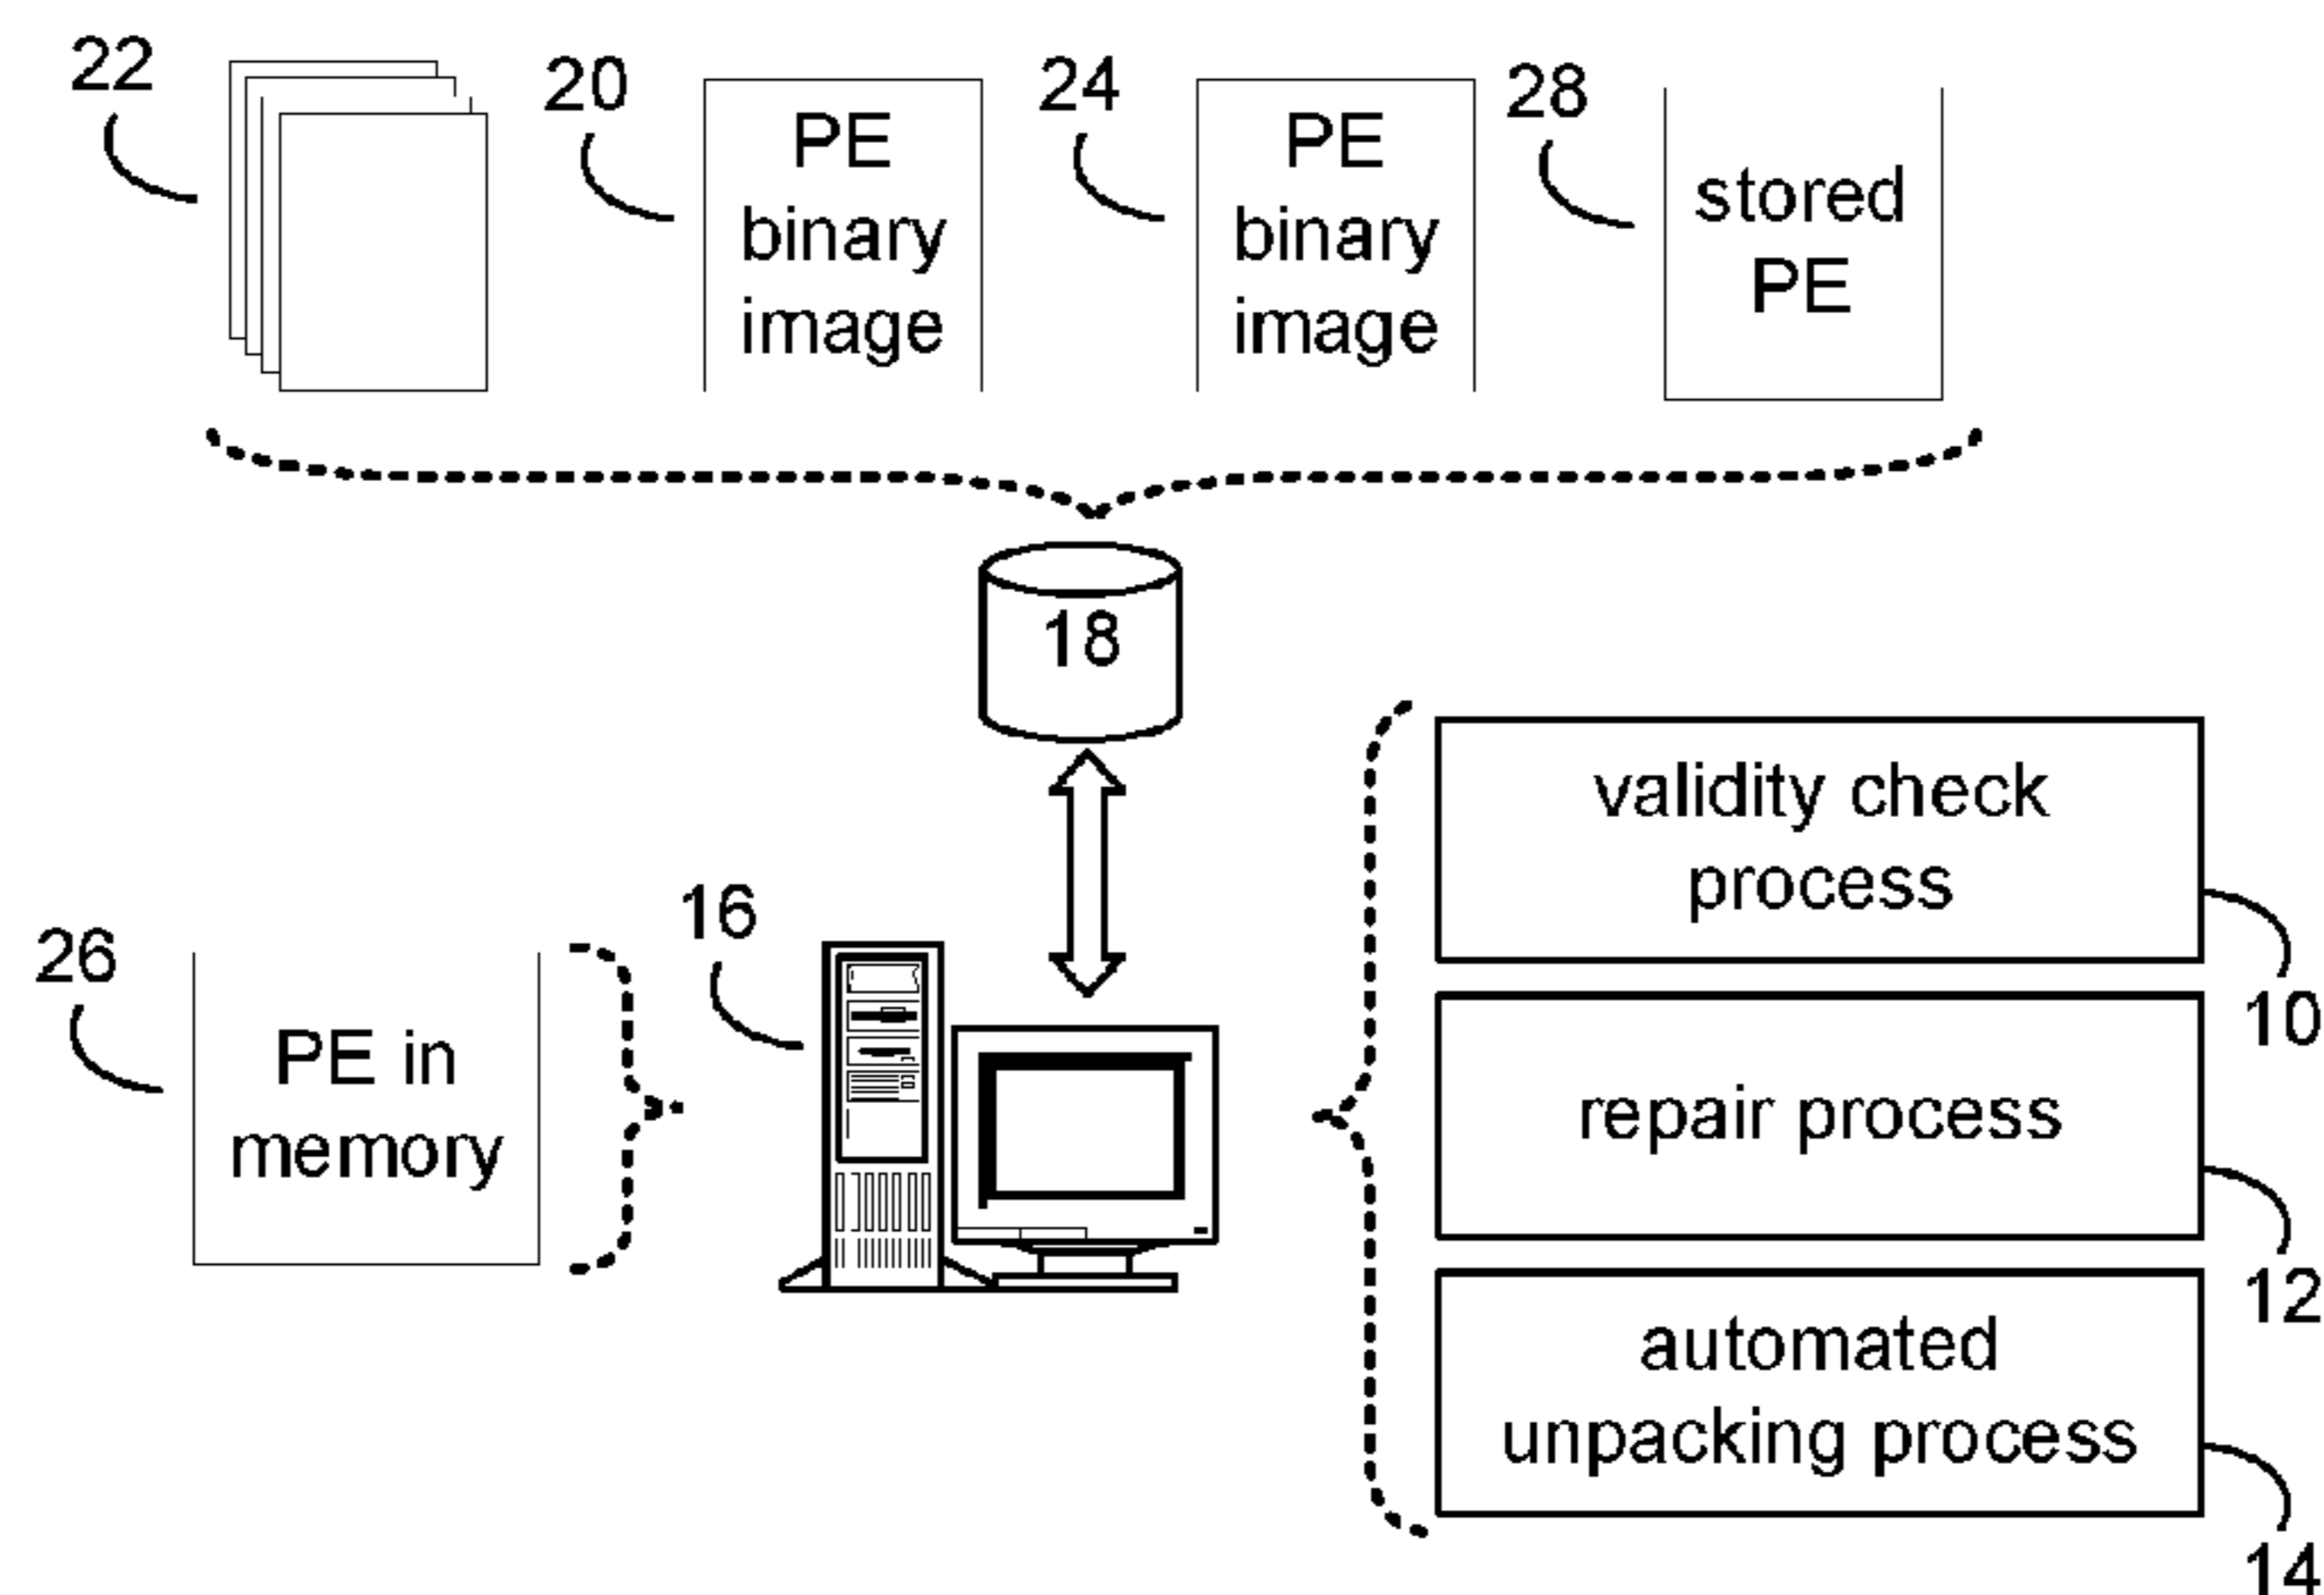 22
20
PE
binary
image
24
PE
binary
image
28
stored
PE
18
validity check
process
10
26
PE in
memory
16
repair process
12
automated
unpacking process
14